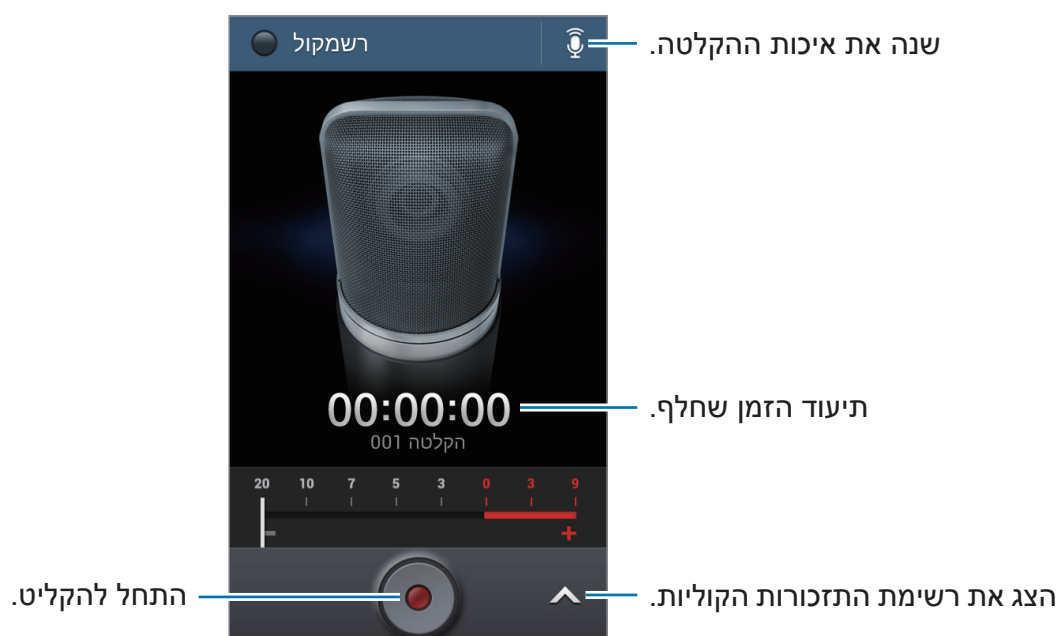 רשמקול
שנה את איכות ההקלטה.
00:00:00
תיעוד הזמן שחלף.
הקלטה 001
20 10 7 5 3 0 3 9
- +
התחל להקליט.
הצג את רשימת התזכורות הקוליות.